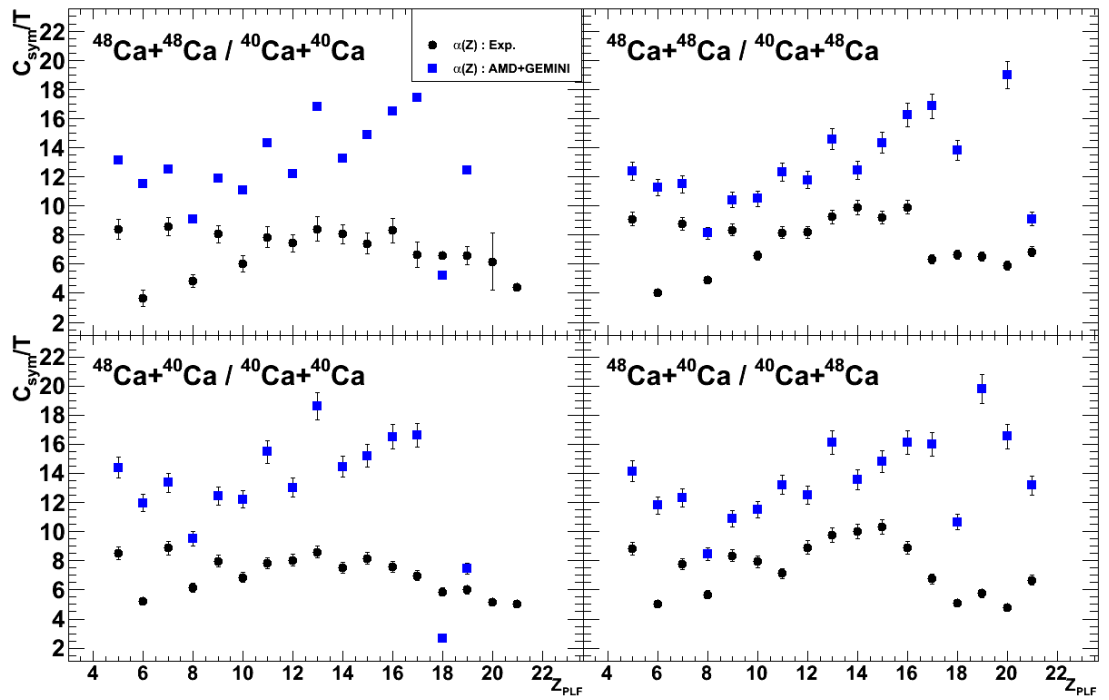 C_sym/T
22
20
18
16
14
12
10
8
6
4
2
⁴⁸Ca+⁴⁸Ca / ⁴⁰Ca+⁴⁰Ca
α(Z) : Exp.
α(Z) : AMD+GEMINI
⁴⁸Ca+⁴⁸Ca / ⁴⁰Ca+⁴⁸Ca
C_sym/T
22
20
18
16
14
12
10
8
6
4
2
⁴⁸Ca+⁴⁰Ca / ⁴⁰Ca+⁴⁰Ca
⁴⁸Ca+⁴⁰Ca / ⁴⁰Ca+⁴⁸Ca
4 6 8 10 12 14 16 18 20 22
Z_PLF
4 6 8 10 12 14 16 18 20 22
Z_PLF